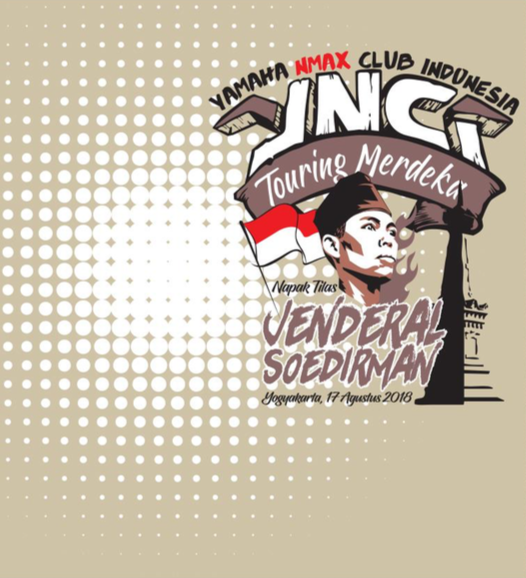 YAMAHA NMAX CLUB INDONESIA
YNCI
Touring Merdeka
Napak Tilas
JENDERAL
SOEDIRMAN
Yogyakarta, 17 Agustus 2018